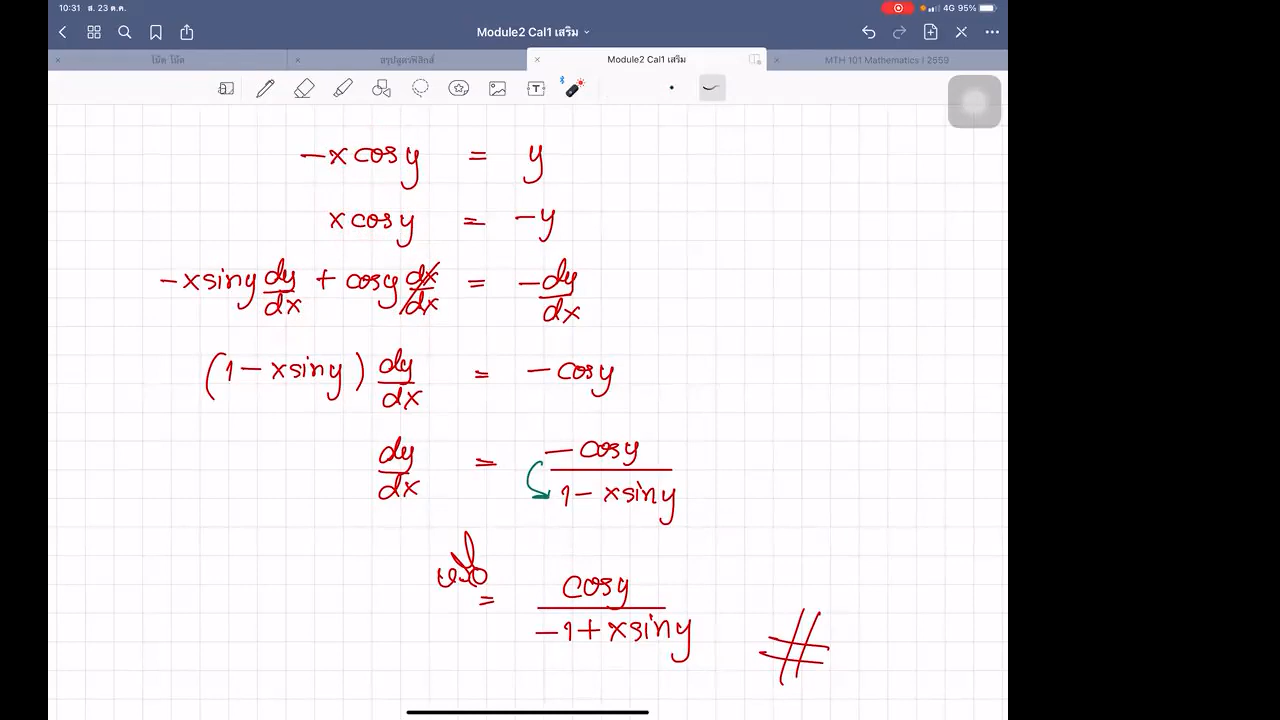 10:31 ส. 23 ต.ค.
4G 95%
Module2 Cal1 เสริม
โน๊ต โน๊ต
สรุปสูตรฟิสิกส์
Module2 Cal1 เสริม
MTH 101 Mathematics I 2559
-x cos y = y
x cos y = -y
-x sin y dy/dx + cos y dx/dx = -dy/dx
(1 - x sin y) dy/dx = -cos y
dy/dx = -cos y / 1 - x sin y
หรือ
= cos y / -1 + x sin y
#